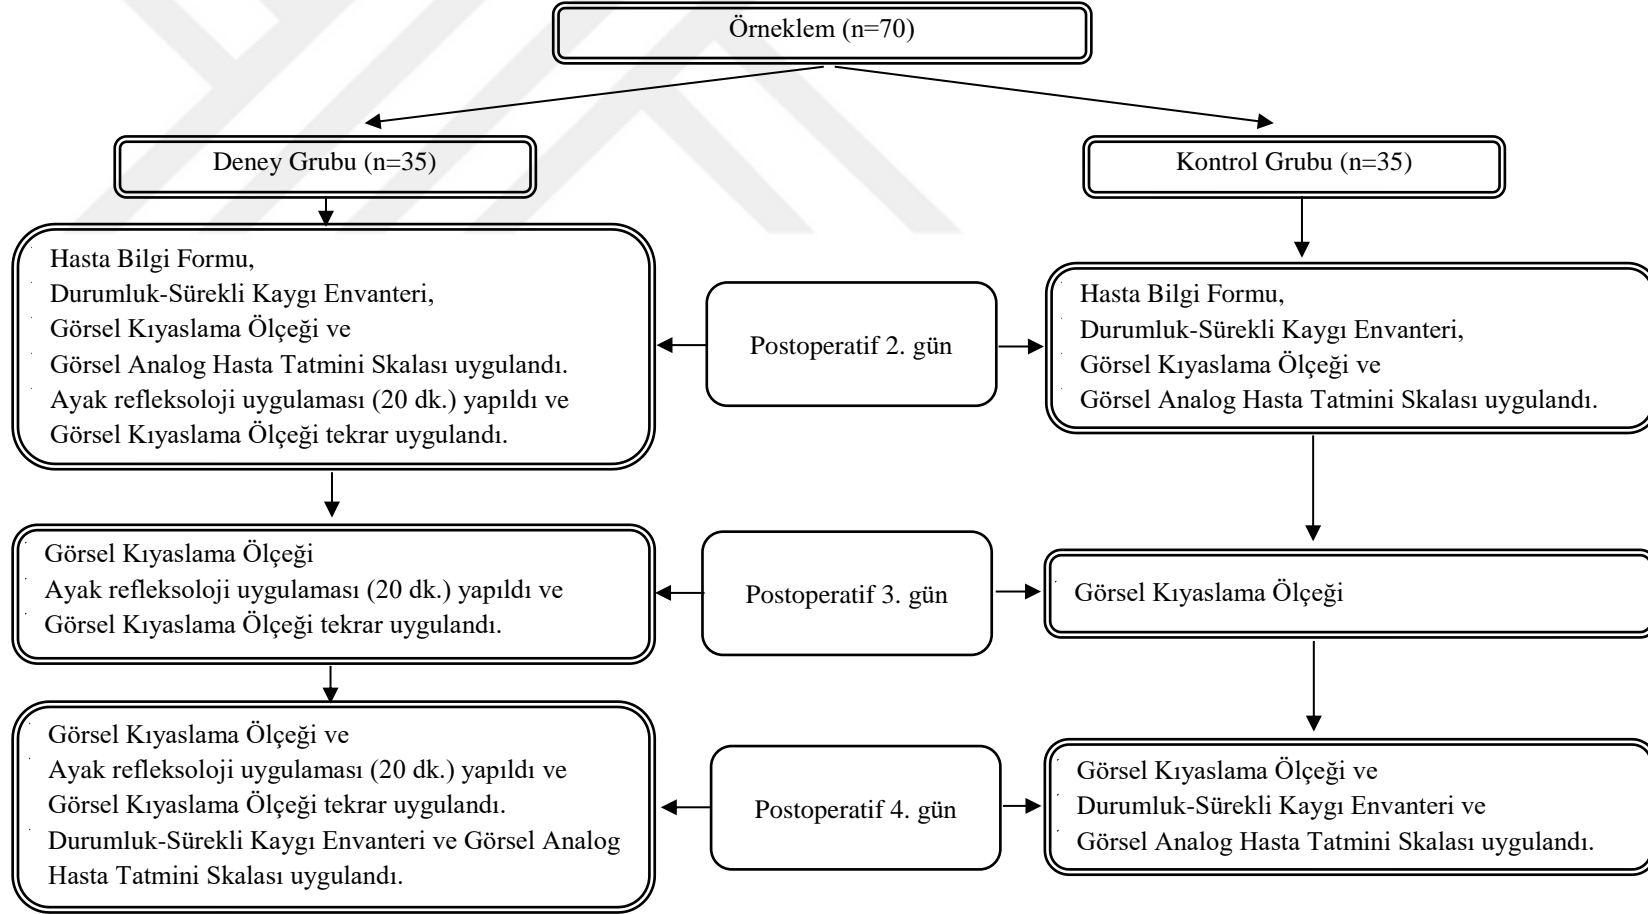 Örneklem (n=70)
Deney Grubu (n=35)
Kontrol Grubu (n=35)
Hasta Bilgi Formu,
Durumluk-Sürekli Kaygı Envanteri,
Görsel Kıyaslama Ölçeği ve
Görsel Analog Hasta Tatmini Skalası uygulandı.
Ayak refleksoloji uygulaması (20 dk.) yapıldı ve
Görsel Kıyaslama Ölçeği tekrar uygulandı.
Postoperatif 2. gün
Hasta Bilgi Formu,
Durumluk-Sürekli Kaygı Envanteri,
Görsel Kıyaslama Ölçeği ve
Görsel Analog Hasta Tatmini Skalası uygulandı.
Görsel Kıyaslama Ölçeği
Ayak refleksoloji uygulaması (20 dk.) yapıldı ve
Görsel Kıyaslama Ölçeği tekrar uygulandı.
Postoperatif 3. gün
Görsel Kıyaslama Ölçeği
Görsel Kıyaslama Ölçeği ve
Ayak refleksoloji uygulaması (20 dk.) yapıldı ve
Görsel Kıyaslama Ölçeği tekrar uygulandı.
Durumluk-Sürekli Kaygı Envanteri ve Görsel Analog
Hasta Tatmini Skalası uygulandı.
Postoperatif 4. gün
Görsel Kıyaslama Ölçeği ve
Durumluk-Sürekli Kaygı Envanteri ve
Görsel Analog Hasta Tatmini Skalası uygulandı.